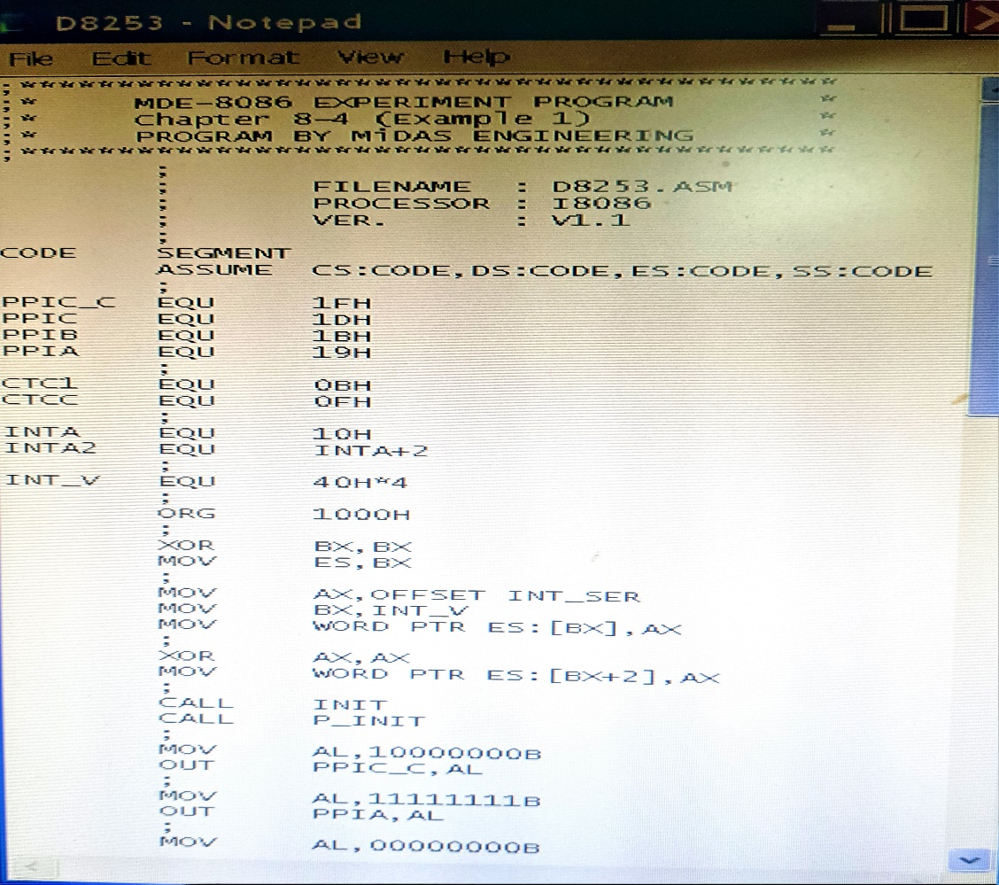 D8253 - Notepad
File Edit Format View Help
; *******************************************
; * MDE-8086 EXPERIMENT PROGRAM *
; * Chapter 8-4 (Example 1) *
; * PROGRAM BY MiDAS ENGINEERING *
; *******************************************
;
; FILENAME : D8253.ASM
; PROCESSOR : I8086
; VER. : V1.1
;
CODE SEGMENT
ASSUME CS:CODE,DS:CODE,ES:CODE,SS:CODE
;
PPIC_C EQU 1FH
PPIC EQU 1DH
PPIB EQU 1BH
PPIA EQU 19H
;
CTC1 EQU 0BH
CTCC EQU 0FH
;
INTA EQU 10H
INTA2 EQU INTA+2
;
INT_V EQU 40H*4
;
ORG 1000H
;
XOR BX,BX
MOV ES,BX
;
MOV AX,OFFSET INT_SER
MOV BX,INT_V
MOV WORD PTR ES:[BX],AX
;
XOR AX,AX
MOV WORD PTR ES:[BX+2],AX
;
CALL INIT
CALL P_INIT
;
MOV AL,10000000B
OUT PPIC_C,AL
;
MOV AL,11111111B
OUT PPIA,AL
;
MOV AL,00000000B